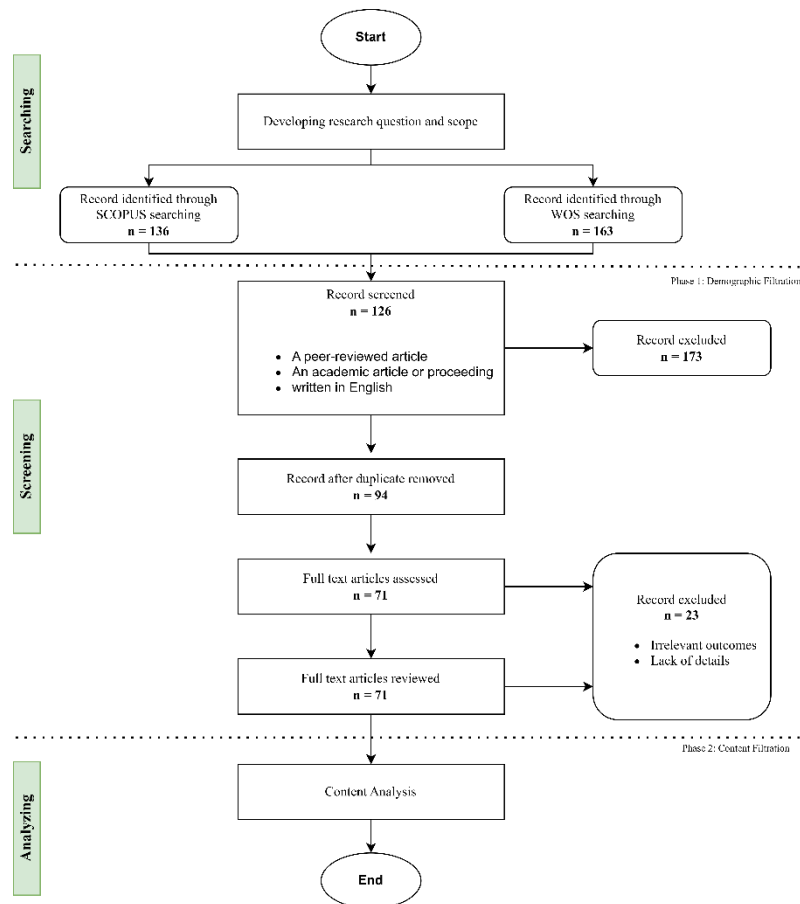 Start
Searching
Developing research question and scope
Record identified through
SCOPUS searching
n = 136
Record identified through
WOS searching
n = 163
Phase 1: Demographic Filtration
Screening
Record screened
n = 126
• A peer-reviewed article
• An academic article or proceeding
• written in English
Record excluded
n = 173
Record after duplicate removed
n = 94
Full text articles assessed
n = 71
Record excluded
n = 23
• Irrelevant outcomes
• Lack of details
Full text articles reviewed
n = 71
Phase 2: Content Filtration
Analyzing
Content Analysis
End